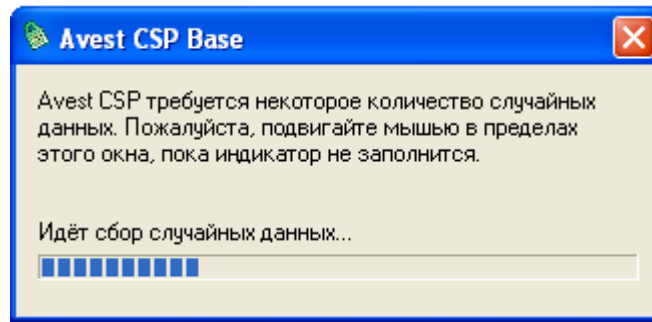 Avest CSP Base
Avest CSP требуется некоторое количество случайных
данных. Пожалуйста, подвигайте мышью в пределах
этого окна, пока индикатор не заполнится.
Идёт сбор случайных данных...